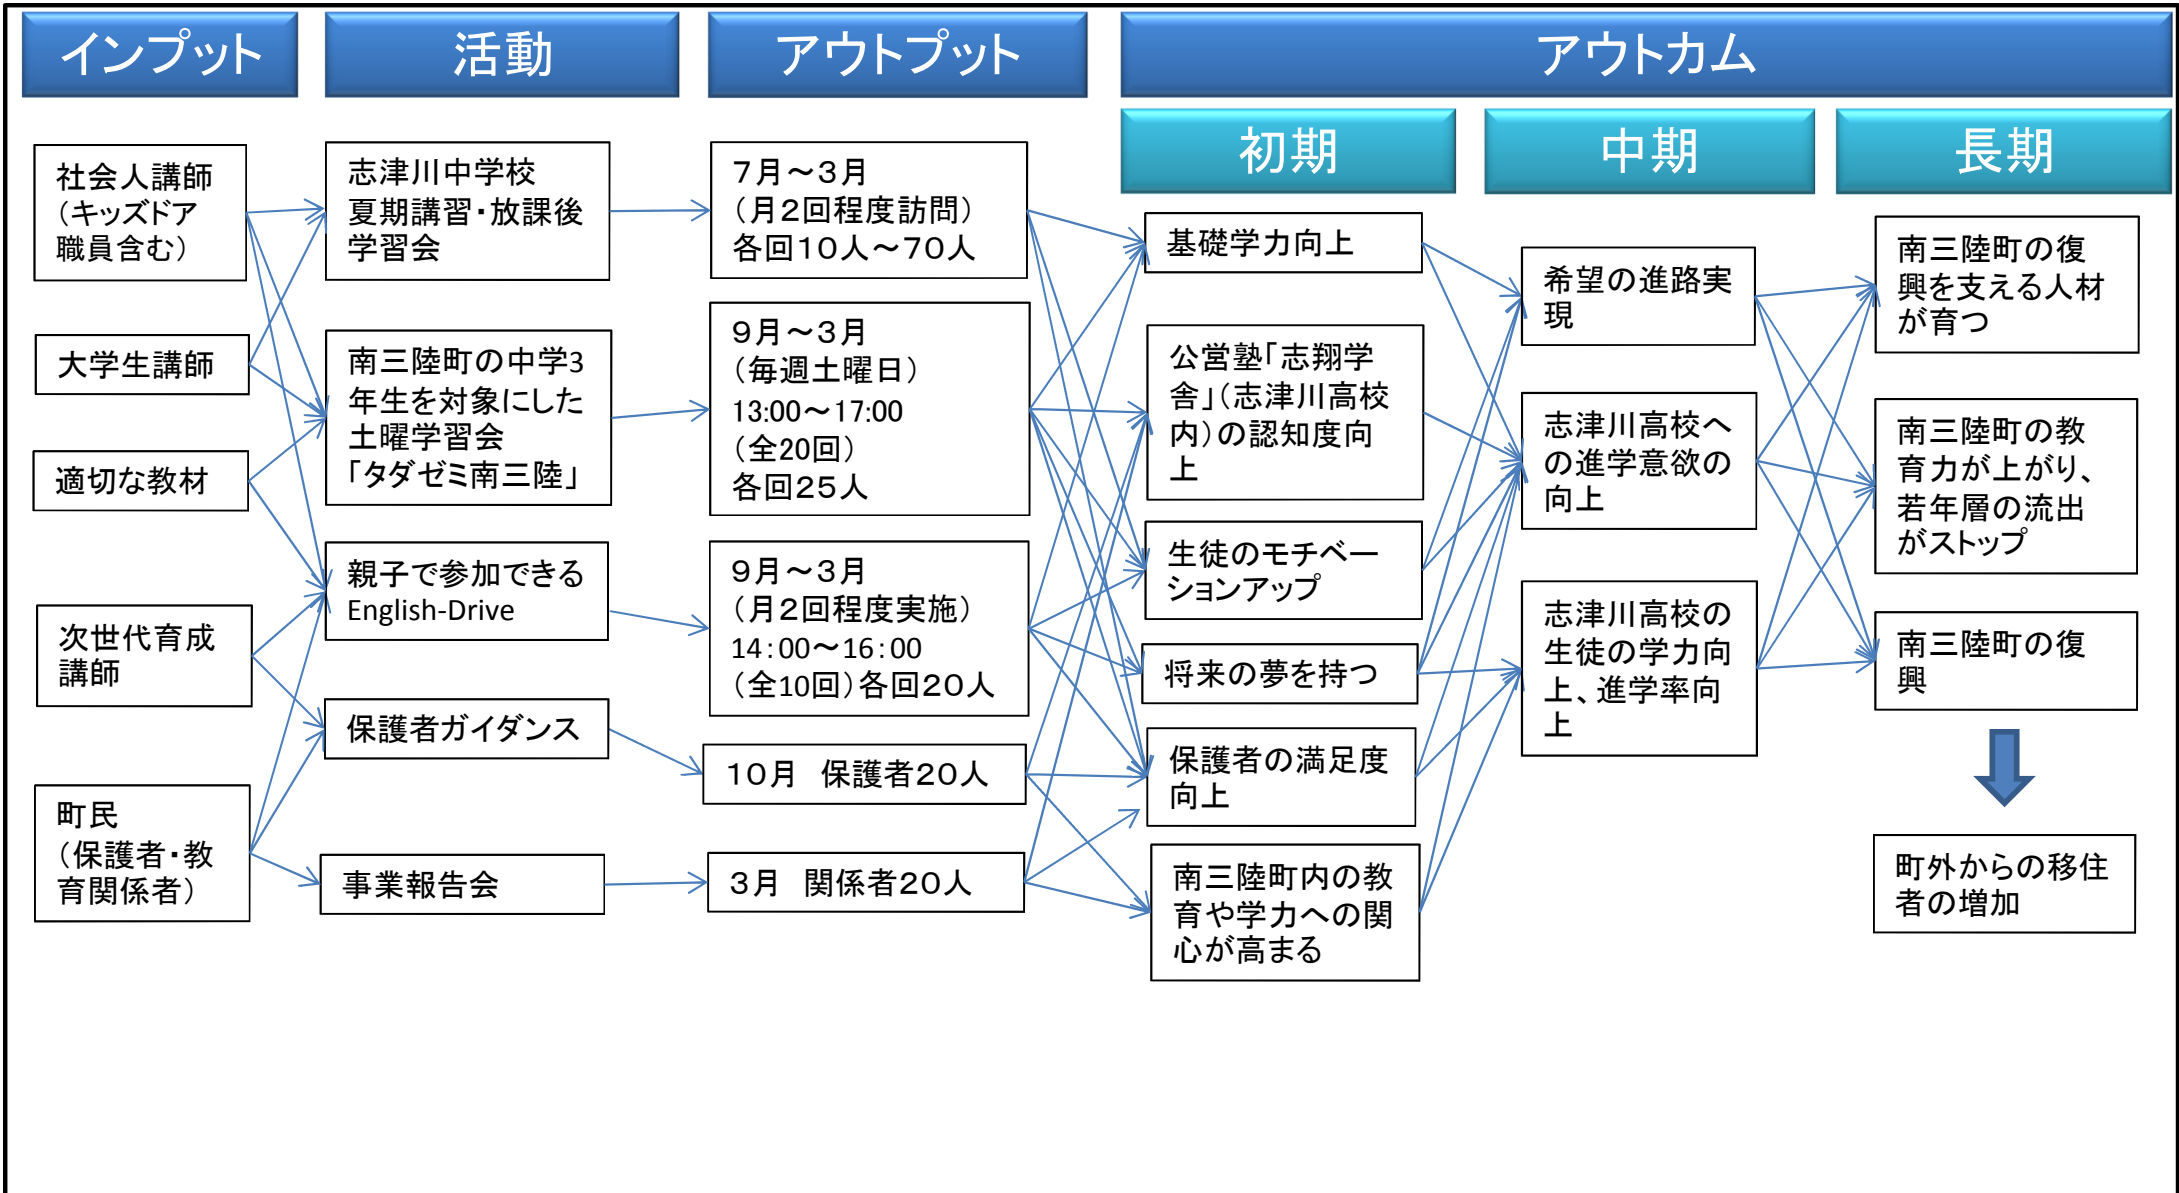 インプット
活動
アウトプット
アウトカム
初期
中期
長期
社会人講師
（キッズドア
職員含む）
大学生講師
適切な教材
次世代育成
講師
町民
（保護者・教
育関係者）
志津川中学校
夏期講習・放課後
学習会
南三陸町の中学3
年生を対象にした
土曜学習会
「タダゼミ南三陸」
親子で参加できる
English-Drive
保護者ガイダンス
事業報告会
７月～３月
（月２回程度訪問）
各回１０人～７０人
９月～３月
（毎週土曜日）
13:00～17:00
（全20回）
各回２５人
９月～３月
（月２回程度実施）
14：00～16：00
（全10回）各回２０人
１０月　保護者２０人
３月　関係者２０人
基礎学力向上
公営塾「志翔学
舎」（志津川高校
内）の認知度向
上
生徒のモチベー
ションアップ
将来の夢を持つ
保護者の満足度
向上
南三陸町内の教
育や学力への関
心が高まる
希望の進路実
現
志津川高校へ
の進学意欲の
向上
志津川高校の
生徒の学力向
上、進学率向
上
南三陸町の復
興を支える人材
が育つ
南三陸町の教
育力が上がり、
若年層の流出
がストップ
南三陸町の復
興
町外からの移住
者の増加